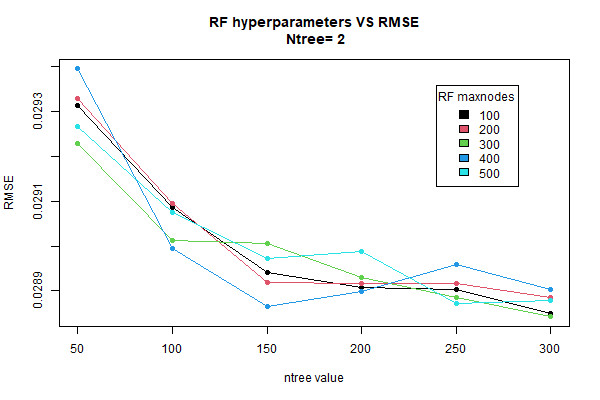 RF hyperparameters VS RMSE
Ntree= 2
RMSE
0.0293
0.0291
0.0289
RF maxnodes
100
200
300
400
500
50 100 150 200 250 300
ntree value